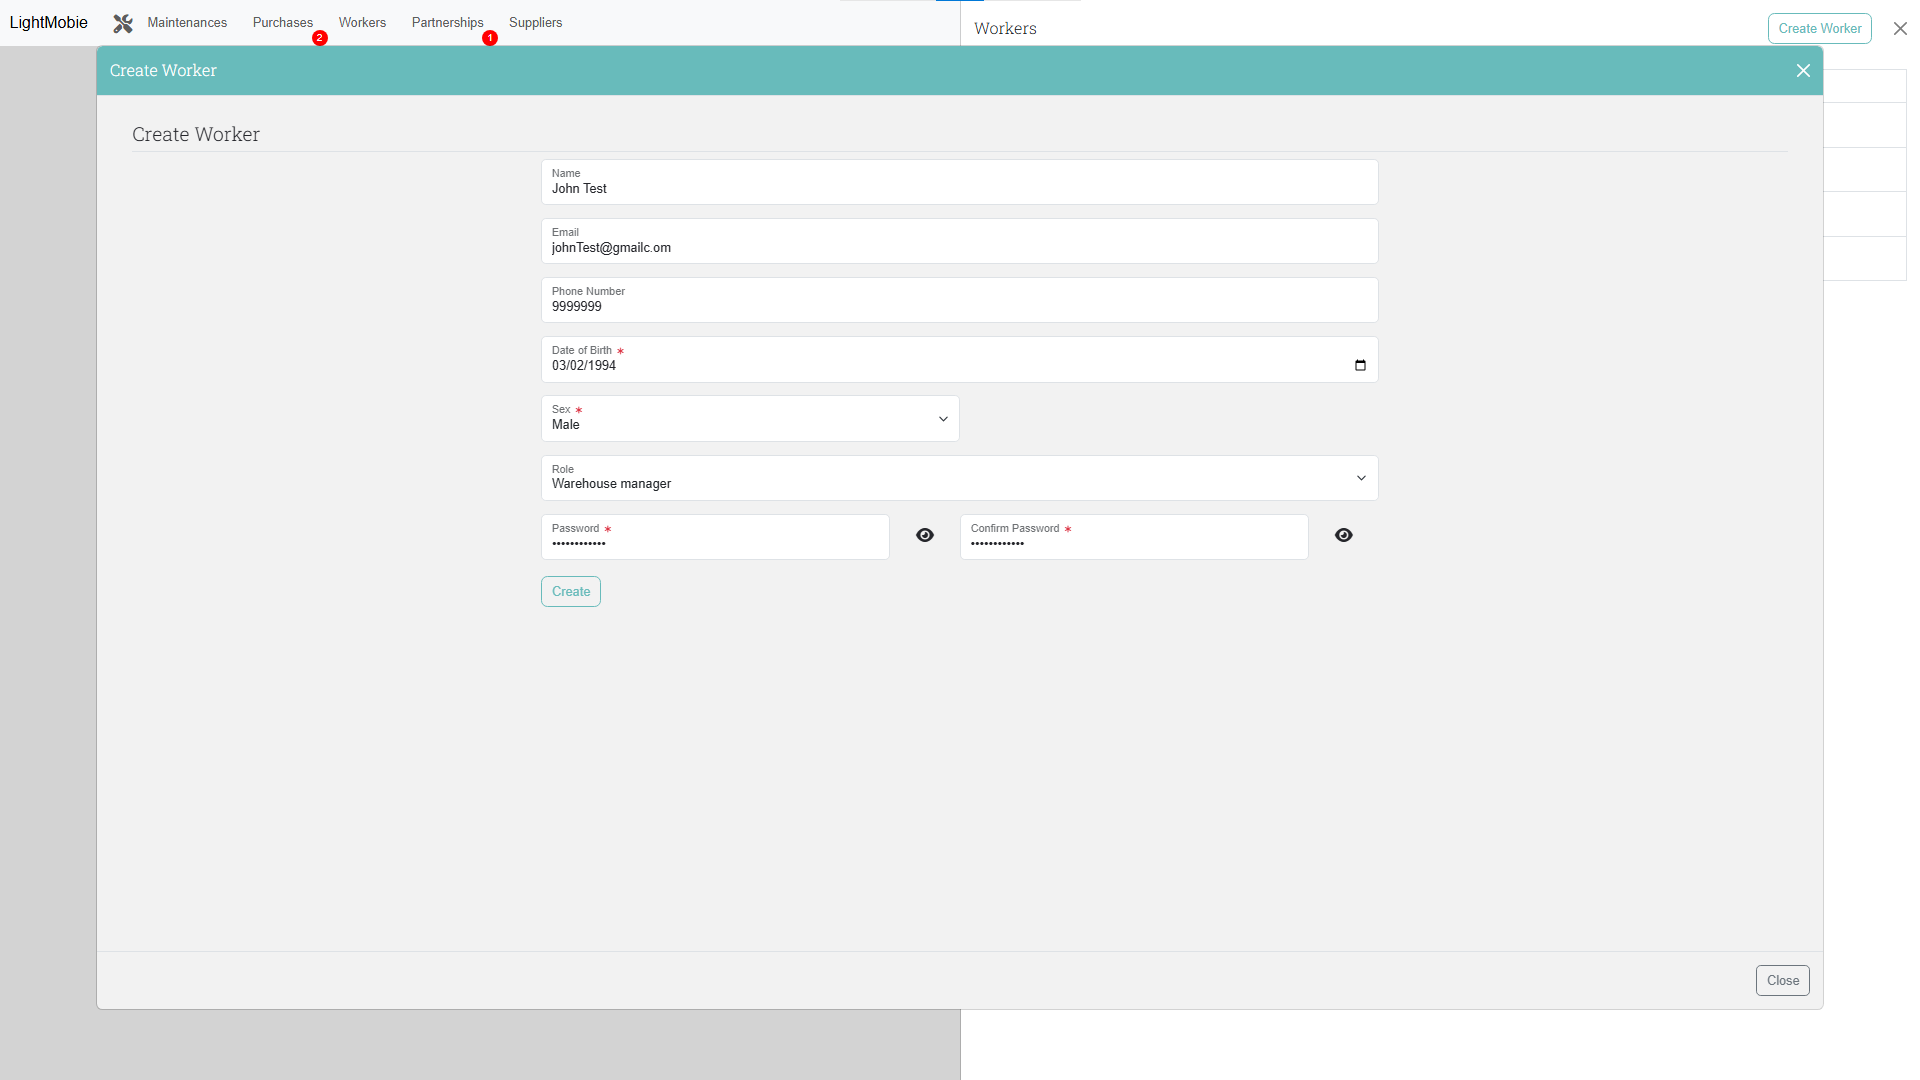 LightMobie Maintenances Purchases 2 Workers Partnerships 1 Suppliers
Workers
Create Worker
Create Worker
Create Worker
Name
John Test
Email
johnTest@gmailc.om
Phone Number
9999999
Date of Birth *
03/02/1994
Sex *
Male
Role
Warehouse manager
Password *
••••••••••••
Confirm Password *
••••••••••••
Create
Close